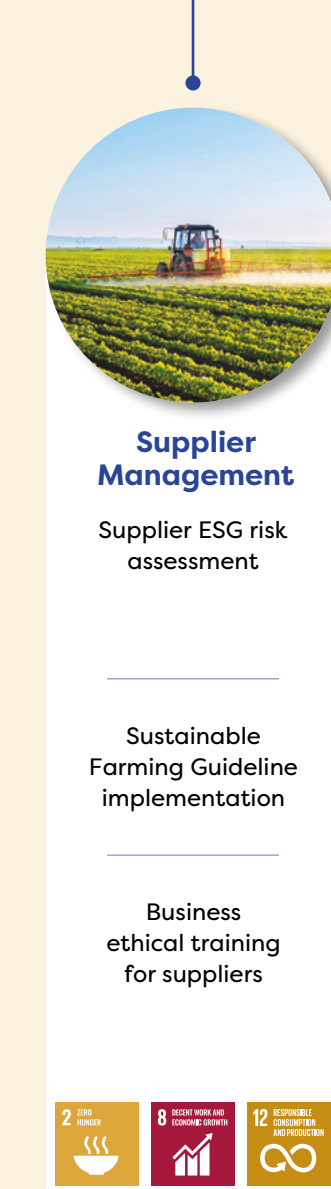 Supplier
Management
Supplier ESG risk
assessment
Sustainable
Farming Guideline
implementation
Business
ethical training
for suppliers
2 ZERO
HUNGER
8 DECENT WORK AND
ECONOMIC GROWTH
12 RESPONSIBLE
CONSUMPTION
AND PRODUCTION